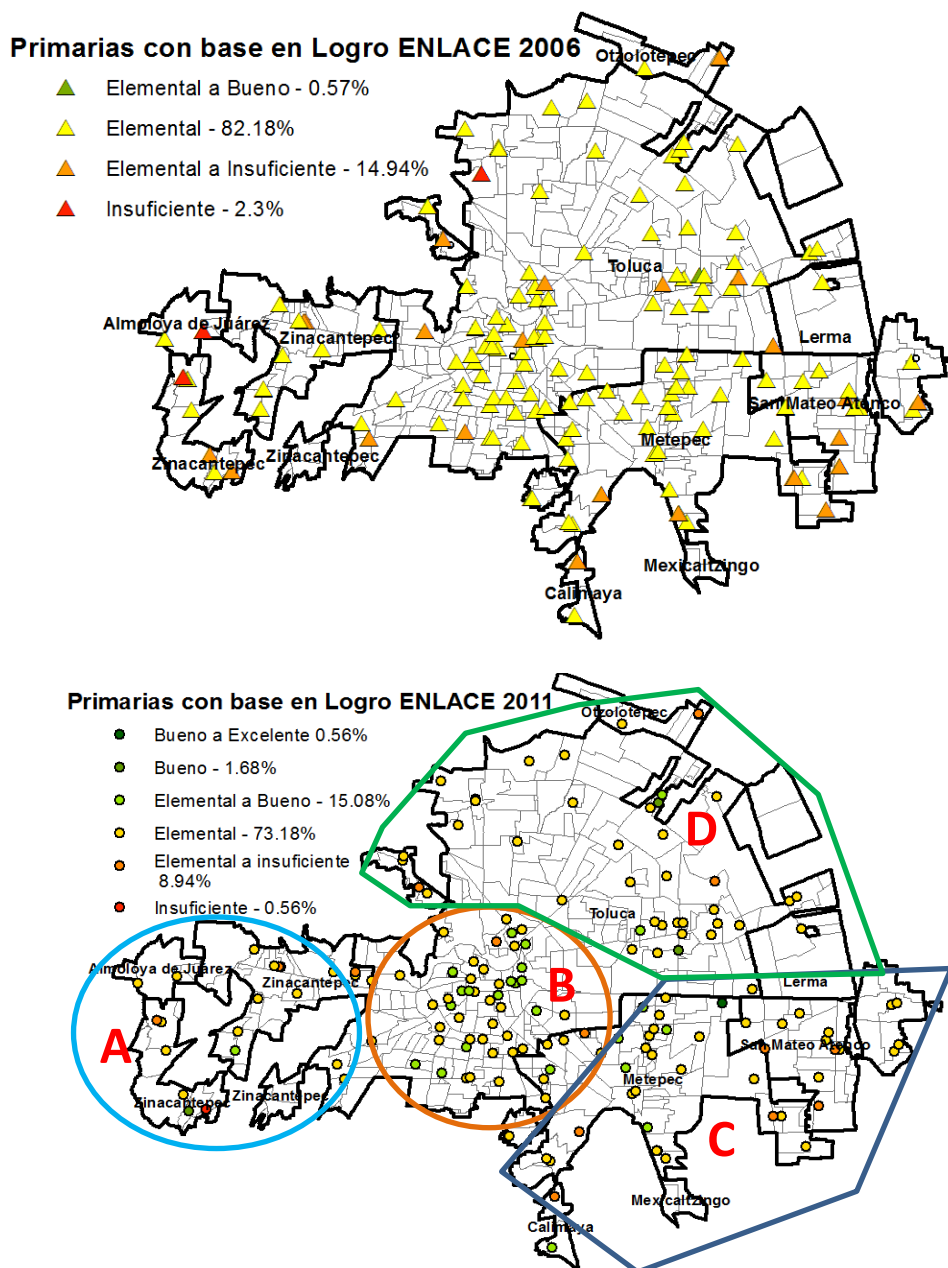 Primarias con base en Logro ENLACE 2006
Elemental a Bueno - 0.57%
Elemental - 82.18%
Elemental a Insuficiente - 14.94%
Insuficiente - 2.3%
Otzolotepec
Toluca
Almoloya de Juárez
Zinacantepec
Lerma
San Mateo Atenco
Metepec
Zinacantepec
Zinacantepec
Mexicaltzingo
Calimaya
Primarias con base en Logro ENLACE 2011
Bueno a Excelente 0.56%
Bueno - 1.68%
Elemental a Bueno - 15.08%
Elemental - 73.18%
Elemental a insuficiente
8.94%
Insuficiente - 0.56%
Otzolotepec
D
Toluca
Almoloya de Juárez
Zinacantepec
Lerma
B
A
San Mateo Atenco
Metepec
Zinacantepec
Zinacantepec
C
Mexicaltzingo
Calimaya